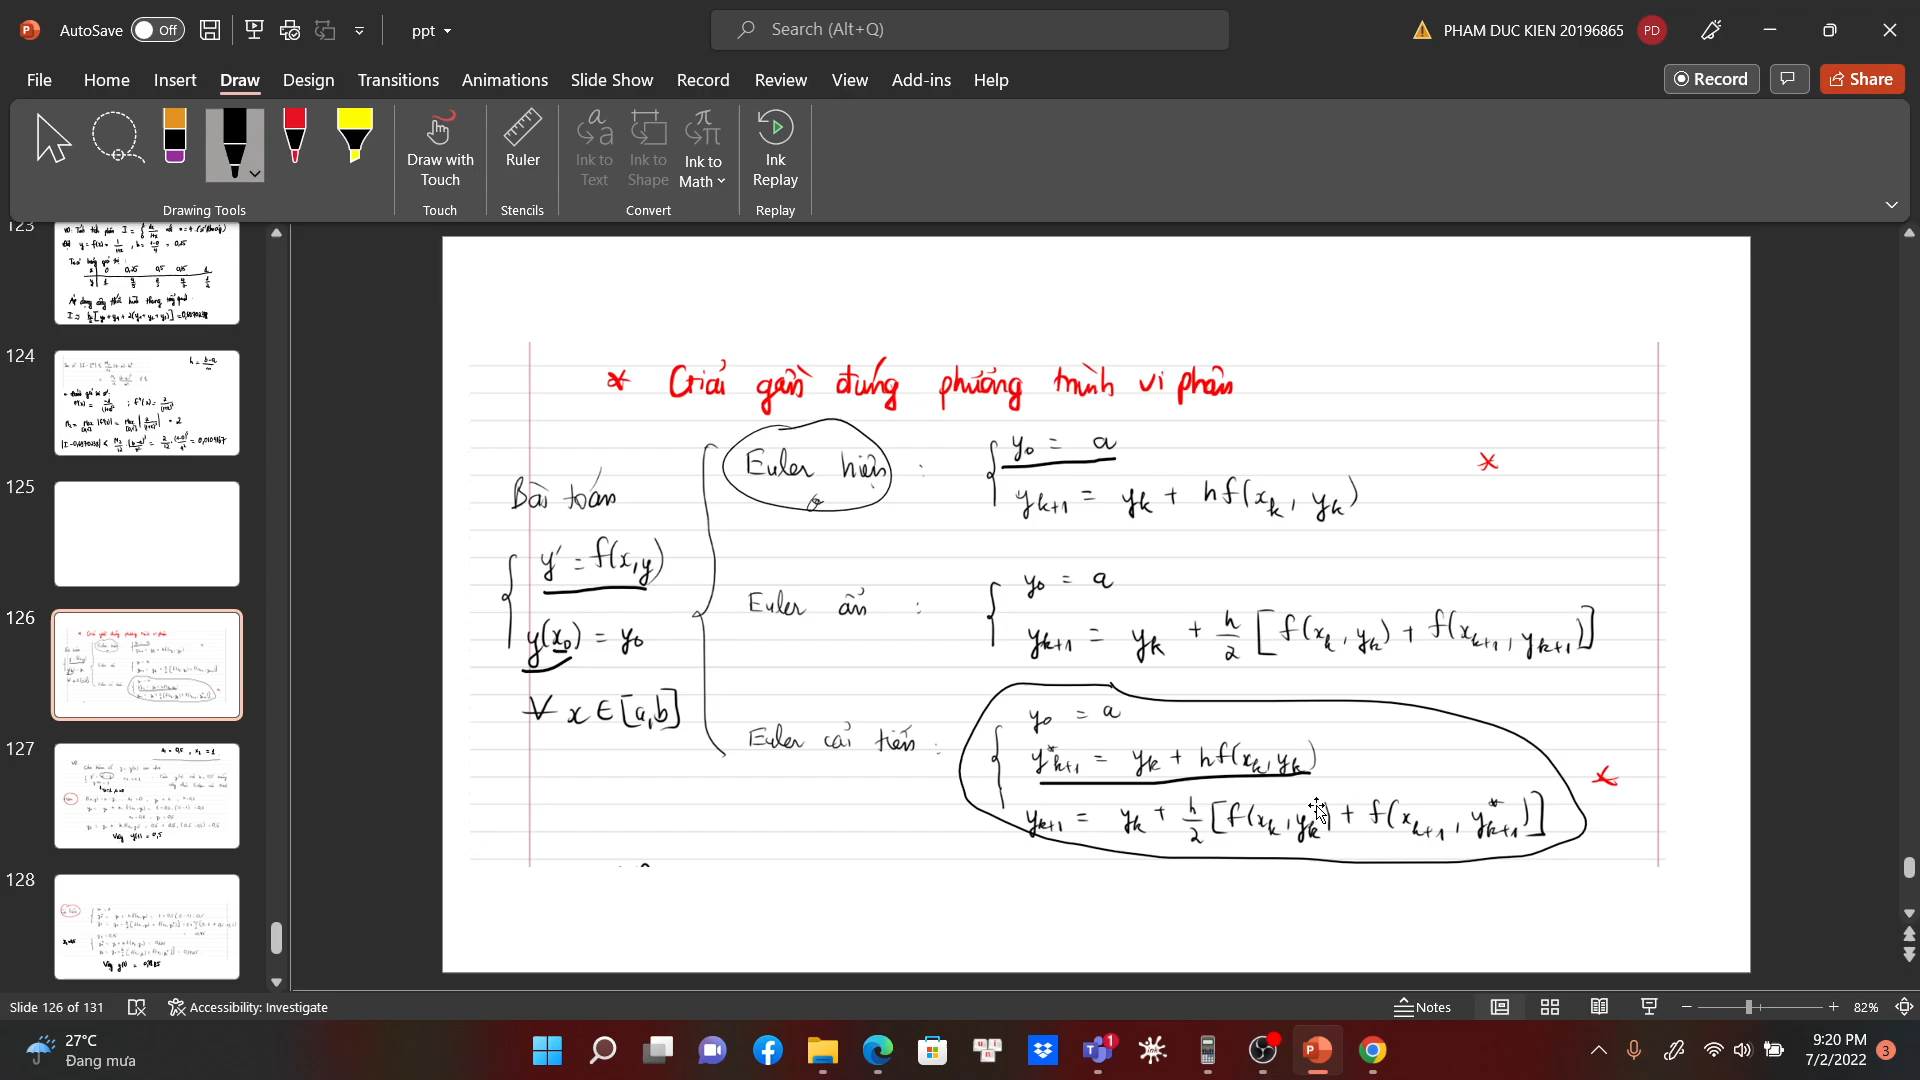 AutoSave Off
ppt
Search (Alt+Q)
PHAM DUC KIEN 20196865
PD
File Home Insert Draw Design Transitions Animations Slide Show Record Review View Add-ins Help
Record
Share
Draw with Touch
Ruler
Ink to Text
Ink to Shape
Ink to Math
Ink Replay
Drawing Tools
Touch
Stencils
Convert
Replay
123
124
125
126
127
128
* Giải gần đúng phương trình vi phân
Bài toán
y' = f(x,y)
y(x₀) = y₀
∀ x ∈ [a,b]
Euler hiện :
y₀ = a
yₖ₊₁ = yₖ + hf(xₖ, yₖ)
*
Euler ẩn :
y₀ = a
yₖ₊₁ = yₖ + h/2 [f(xₖ, yₖ) + f(xₖ₊₁, yₖ₊₁)]
Euler cải tiến :
y₀ = a
y*ₖ₊₁ = yₖ + hf(xₖ, yₖ)
yₖ₊₁ = yₖ + h/2 [f(xₖ, yₖ) + f(xₖ₊₁, y*ₖ₊₁)]
*
Slide 126 of 131
Accessibility: Investigate
Notes
82%
27°C
Đang mưa
1
9:20 PM
7/2/2022
3